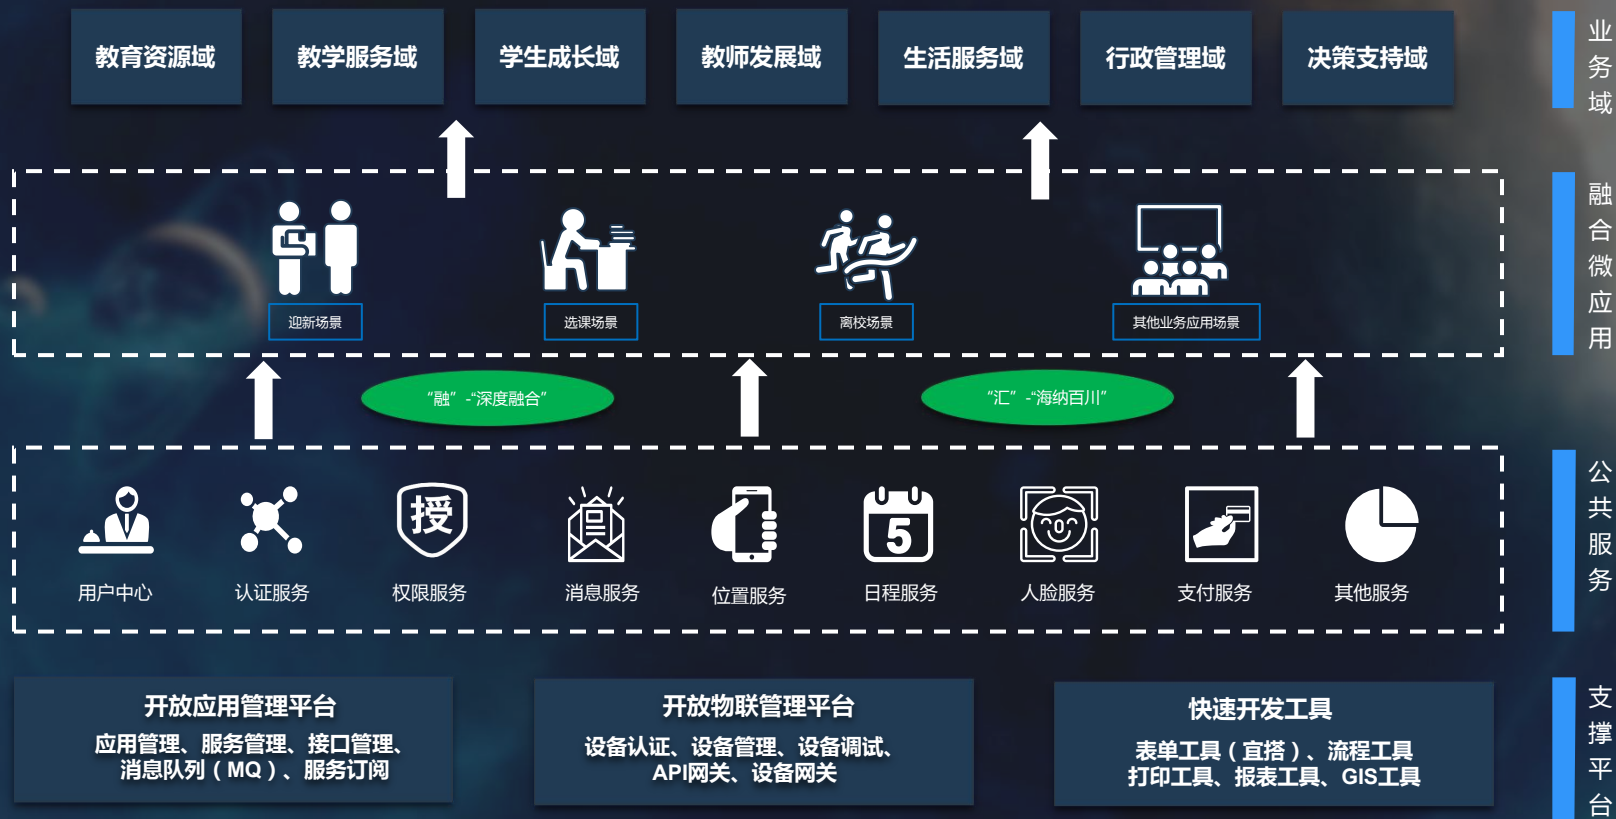 教育资源域
教学服务域
学生成长域
教师发展域
生活服务域
行政管理域
决策支持域
业务域
迎新场景
选课场景
离校场景
其他业务应用场景
融合微应用
“融”-“深度融合”
“汇”-“海纳百川”
授
5
用户中心
认证服务
权限服务
消息服务
位置服务
日程服务
人脸服务
支付服务
其他服务
公共服务
开放应用管理平台
应用管理、服务管理、接口管理、
消息队列（MQ）、服务订阅
开放物联管理平台
设备认证、设备管理、设备调试、
API网关、设备网关
快速开发工具
表单工具（宜搭）、流程工具
打印工具、报表工具、GIS工具
支撑平台